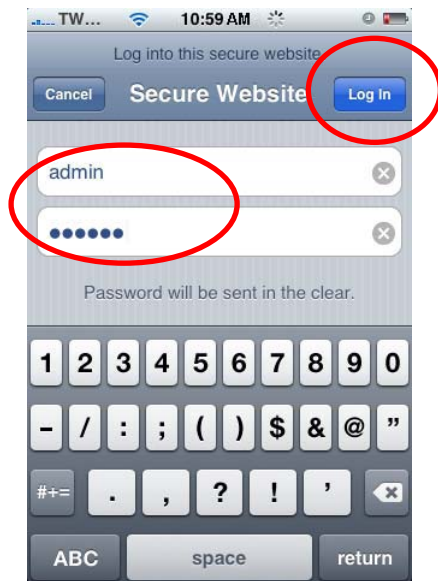 TW... 10:59 AM
Log into this secure website
Cancel Secure Website Log In
admin
••••••
Password will be sent in the clear.
1 2 3 4 5 6 7 8 9 0
- / : ; ( ) $ & @ "
#+= . , ? ! '
ABC space return